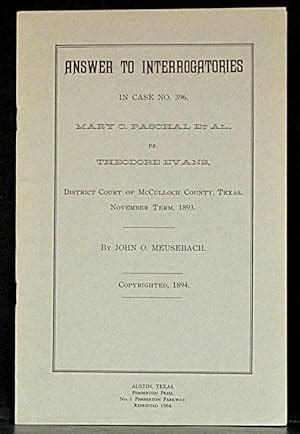 ANSWER TO INTERROGATORIES
IN CASE NO. 396,
MARY C. PASCHAL ET AL.,
vs.
THEODORE EVANS,
DISTRICT COURT OF MCCULLOCH COUNTY, TEXAS.
NOVEMBER TERM, 1893.
BY JOHN O. MEUSEBACH.
COPYRIGHTED, 1894.
AUSTIN, TEXAS.
PEMBERTON PRESS.
NO. 1 PEMBERTON PARKWAY.
REPRINTED 1964.